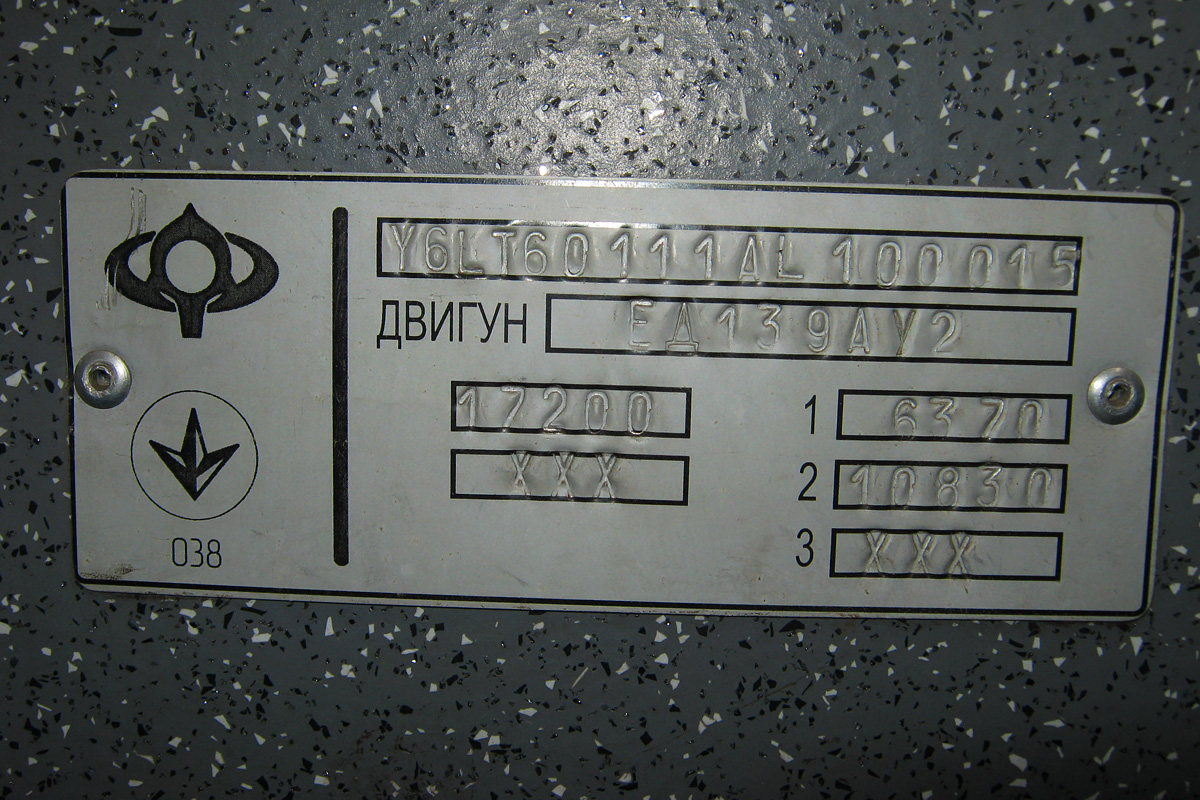 Y6LT60111AL100015
ДВИГУН ЕД139АУ2
17200
XXX
1 6370
2 10830
3 XXX
038